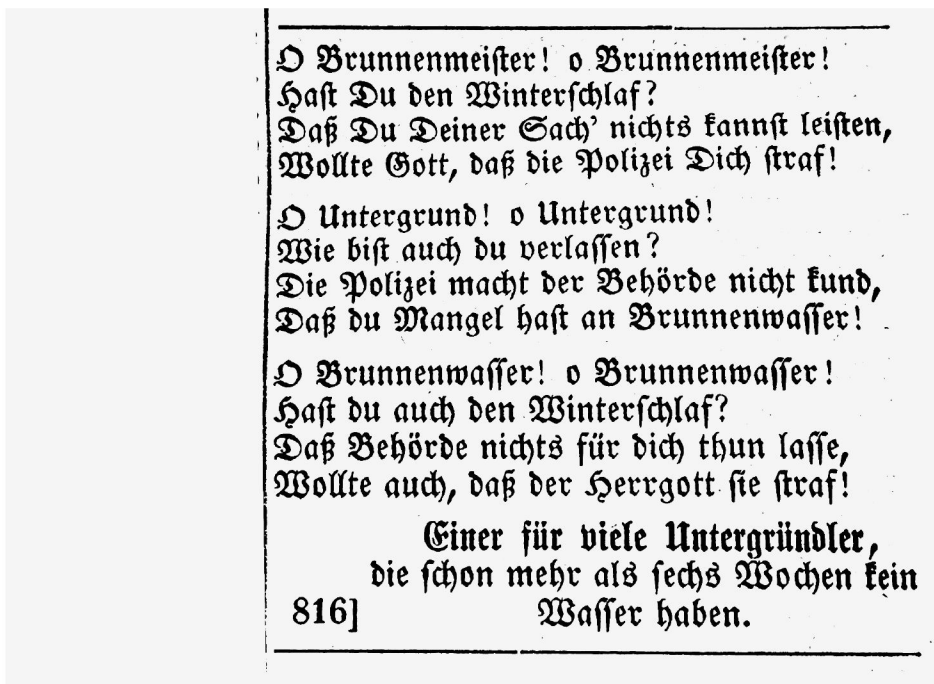 O Brunnenmeister! o Brunnenmeister!
Hast Du den Winterschlaf?
Daß Du Deiner Sach' nichts kannst leisten,
Wollte Gott, daß die Polizei Dich straf!
O Untergrund! o Untergrund!
Wie bist auch du verlassen?
Die Polizei macht der Behörde nicht kund,
Daß du Mangel hast an Brunnenwasser!
O Brunnenwasser! o Brunnenwasser!
Hast du auch den Winterschlaf?
Daß Behörde nichts für dich thun lasse,
Wollte auch, daß der Herrgott sie straf!
Einer für viele Untergründler,
die schon mehr als sechs Wochen kein
816] Wasser haben.